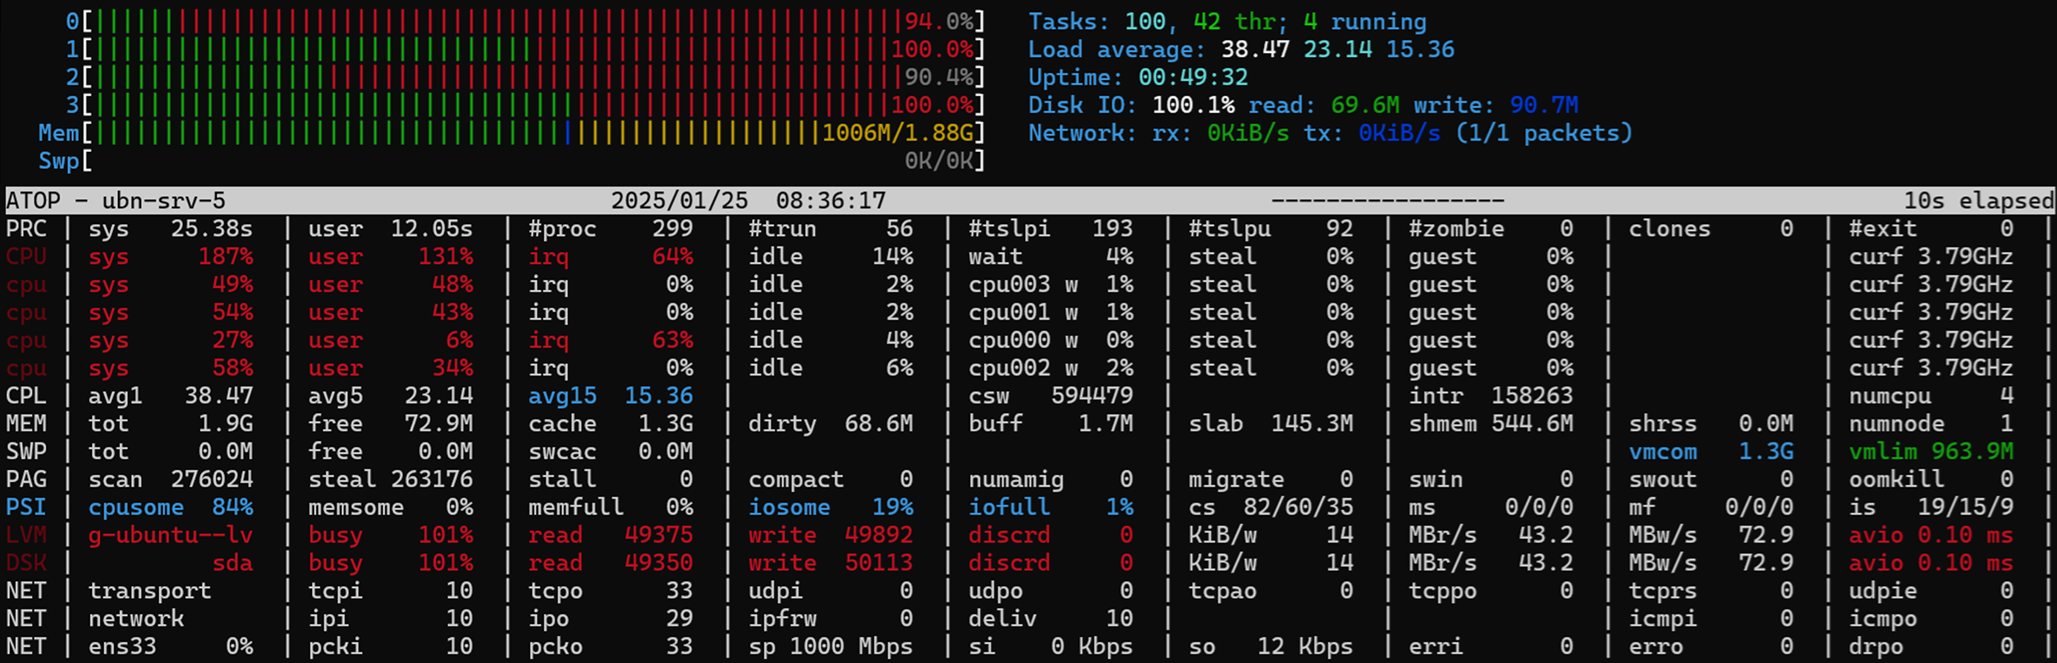 0[94.0%] Tasks: 100, 42 thr; 4 running
1[100.0%] Load average: 38.47 23.14 15.36
2[90.4%] Uptime: 00:49:32
3[100.0%] Disk IO: 100.1% read: 69.6M write: 90.7M
Mem[1006M/1.88G] Network: rx: 0KiB/s tx: 0KiB/s (1/1 packets)
Swp[0K/0K]
ATOP - ubn-srv-5 2025/01/25 08:36:17 ----------------- 10s elapsed
PRC | sys 25.38s | user 12.05s | #proc 299 | #trun 56 | #tslpi 193 | #tslpu 92 | #zombie 0 | clones 0 | #exit 0 |
CPU | sys 187% | user 131% | irq 64% | idle 14% | wait 4% | steal 0% | guest 0% | | curf 3.79GHz |
cpu | sys 49% | user 48% | irq 0% | idle 2% | cpu003 w 1% | steal 0% | guest 0% | | curf 3.79GHz |
cpu | sys 54% | user 43% | irq 0% | idle 2% | cpu001 w 1% | steal 0% | guest 0% | | curf 3.79GHz |
cpu | sys 27% | user 6% | irq 63% | idle 4% | cpu000 w 0% | steal 0% | guest 0% | | curf 3.79GHz |
cpu | sys 58% | user 34% | irq 0% | idle 6% | cpu002 w 2% | steal 0% | guest 0% | | curf 3.79GHz |
CPL | avg1 38.47 | avg5 23.14 | avg15 15.36 | | csw 594479 | | intr 158263 | | numcpu 4 |
MEM | tot 1.9G | free 72.9M | cache 1.3G | dirty 68.6M | buff 1.7M | slab 145.3M | shmem 544.6M | shrss 0.0M | numnode 1 |
SWP | tot 0.0M | free 0.0M | swcac 0.0M | | | | | vmcom 1.3G | vmlim 963.9M |
PAG | scan 276024 | steal 263176 | stall 0 | compact 0 | numamig 0 | migrate 0 | swin 0 | swout 0 | oomkill 0 |
PSI | cpusome 84% | memsome 0% | memfull 0% | iosome 19% | iofull 1% | cs 82/60/35 | ms 0/0/0 | mf 0/0/0 | is 19/15/9 |
LVM | g-ubuntu--lv | busy 101% | read 49375 | write 49892 | discrd 0 | KiB/w 14 | MBr/s 43.2 | MBw/s 72.9 | avio 0.10 ms |
DSK | sda | busy 101% | read 49350 | write 50113 | discrd 0 | KiB/w 14 | MBr/s 43.2 | MBw/s 72.9 | avio 0.10 ms |
NET | transport | tcpi 10 | tcpo 33 | udpi 0 | udpo 0 | tcpao 0 | tcppo 0 | tcprs 0 | udpie 0 |
NET | network | ipi 10 | ipo 29 | ipfrw 0 | deliv 10 | | | icmpi 0 | icmpo 0 |
NET | ens33 0% | pcki 10 | pcko 33 | sp 1000 Mbps | si 0 Kbps | so 12 Kbps | erri 0 | erro 0 | drpo 0 |